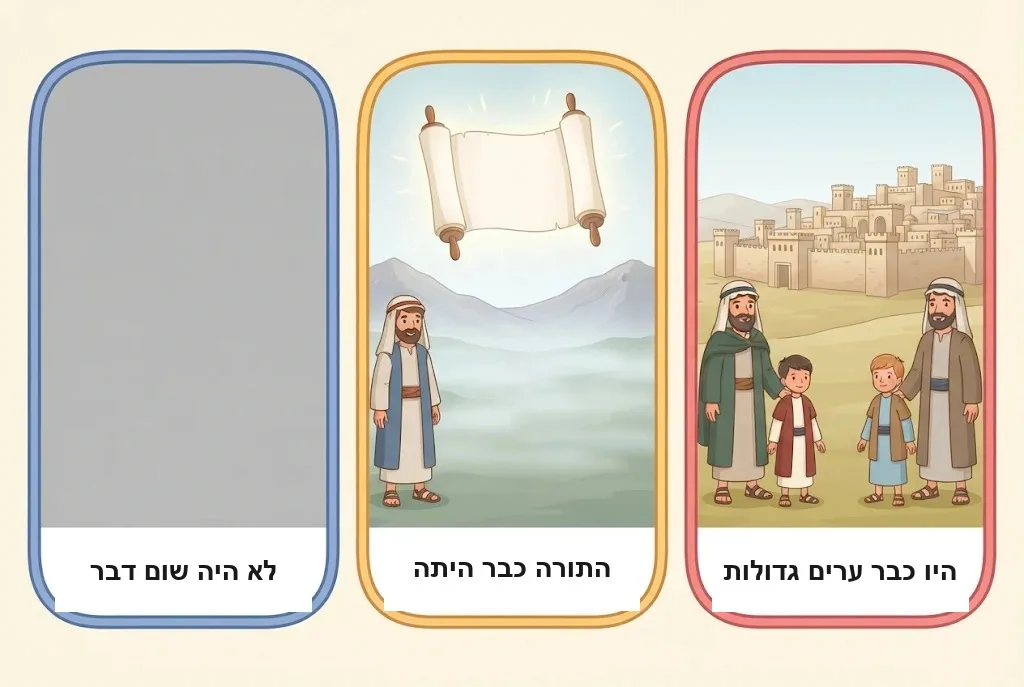 היו כבר ערים גדולות
התורה כבר היתה
לא היה שום דבר